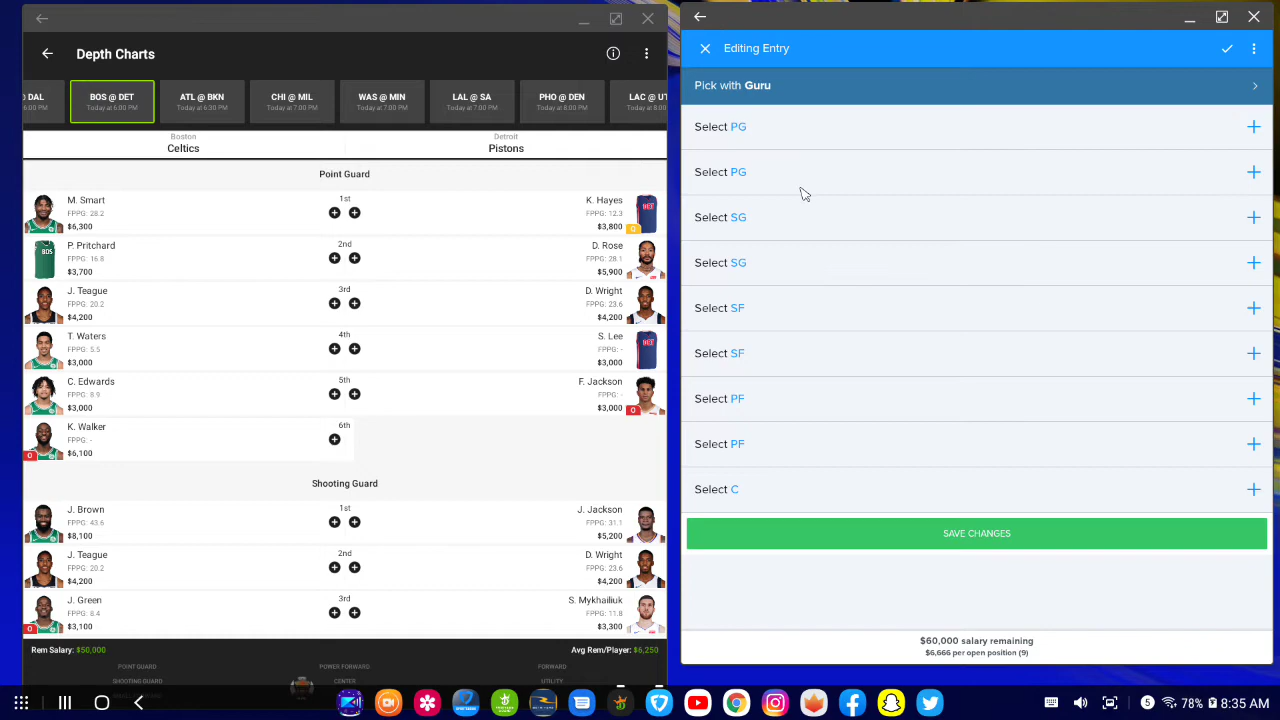 Depth Charts
DAL BOS @ DET ATL @ BKN CHI @ MIL WAS @ MIN LAL @ SA PHO @ DEN LAC @ UT
6:00 PM Today at 6:00 PM Today at 6:30 PM Today at 7:00 PM Today at 7:00 PM Today at 7:00 PM Today at 8:00 PM Today at 8:00
Boston Detroit
Celtics Pistons
Point Guard
M. Smart 1st K. Hayes
FPPG: 28.2 FPPG: 12.3
$6,300 O $3,800
P. Pritchard 2nd D. Rose
BOS FPPG: 16.8 FPPG: 28.1
$3,700 $5,900
J. Teague 3rd D. Wright
FPPG: 20.2 FPPG: 23.6
$4,200 $4,200
T. Waters 4th S. Lee
FPPG: 5.5 FPPG: -
$3,000 $3,000
C. Edwards 5th F. Jackson
FPPG: 8.9 FPPG: -
$3,000 $3,000 O
K. Walker 6th
FPPG: -
O $6,100
Shooting Guard
J. Brown 1st J. Jackson
FPPG: 43.6 FPPG: 31.1
$8,100 $5,200
J. Teague 2nd D. Wright
FPPG: 20.2 FPPG: 23.6
$4,200 $4,200
J. Green 3rd S. Mykhailiuk
FPPG: 8.4 FPPG: 11.8
O $3,100 $3,300
Rem Salary: $50,000 Avg Rem/Player: $6,250
POINT GUARD POWER FORWARD FORWARD
SHOOTING GUARD CENTER UTILITY
Editing Entry
Pick with Guru
Select PG
Select PG
Select SG
Select SG
Select SF
Select SF
Select PF
Select PF
Select C
SAVE CHANGES
$60,000 salary remaining
$6,666 per open position (9)
5 78% 8:35 AM